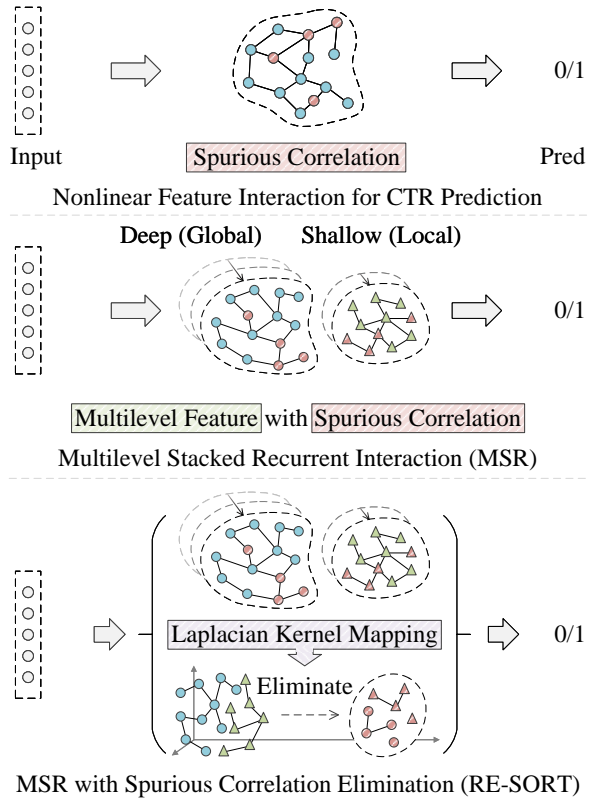 0/1
Input
Spurious Correlation
Pred
Nonlinear Feature Interaction for CTR Prediction
Deep (Global) Shallow (Local)
0/1
Multilevel Feature with Spurious Correlation
Multilevel Stacked Recurrent Interaction (MSR)
Laplacian Kernel Mapping
0/1
Eliminate
MSR with Spurious Correlation Elimination (RE-SORT)